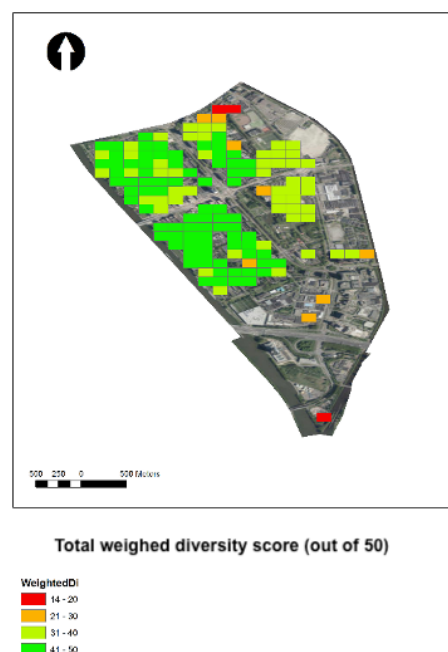 500 250 0 500 Meters
Total weighed diversity score (out of 50)
WeightedDi
14 - 20
21 - 30
31 - 40
41 - 50